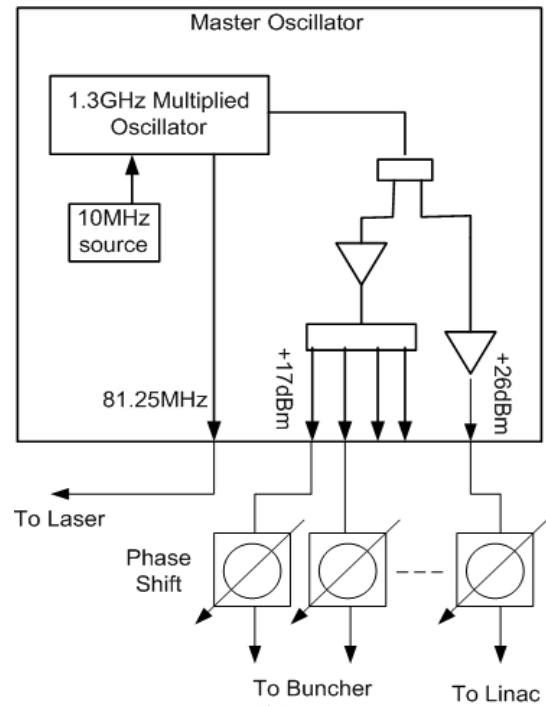 Master Oscillator
1.3GHz Multiplied
Oscillator
10MHz
source
81.25MHz
+17dBm
+26dBm
To Laser
Phase
Shift
To Buncher
To Linac